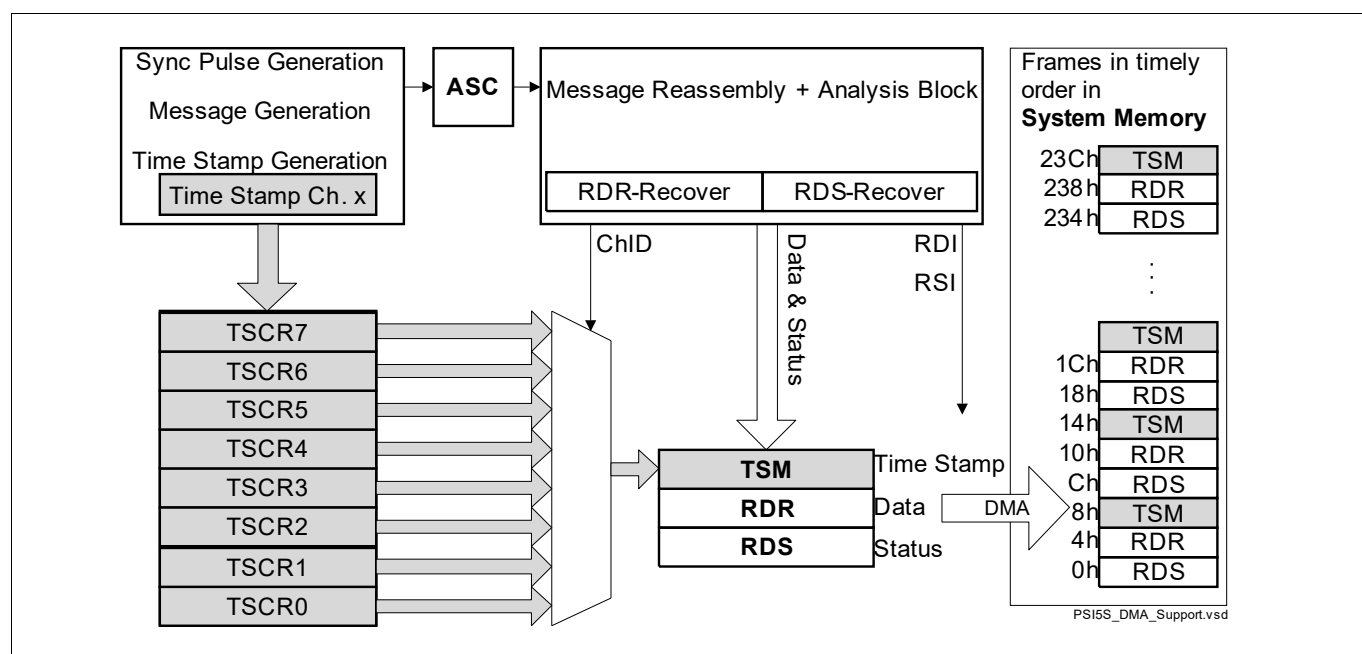 Sync Pulse Generation
Message Generation
Time Stamp Generation
Time Stamp Ch. x
ASC
Message Reassembly + Analysis Block
RDR-Recover
RDS-Recover
ChID
Data & Status
RDI
RSI
TSCR7
TSCR6
TSCR5
TSCR4
TSCR3
TSCR2
TSCR1
TSCR0
TSM
Time Stamp
RDR
Data
RDS
Status
DMA
Frames in timely
order in
System Memory
23Ch TSM
238h RDR
234h RDS
.
.
.
TSM
1Ch RDR
18h RDS
14h TSM
10h RDR
Ch RDS
8h TSM
4h RDR
0h RDS
PSI5S_DMA_Support.vsd